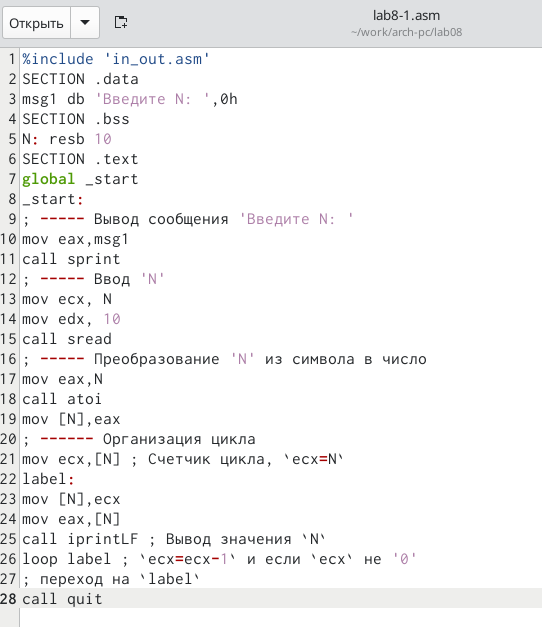 Открыть
lab8-1.asm
~/work/arch-pc/lab08
1 %include 'in_out.asm'
2 SECTION .data
3 msg1 db 'Введите N: ',0h
4 SECTION .bss
5 N: resb 10
6 SECTION .text
7 global _start
8 _start:
9 ; ----- Вывод сообщения 'Введите N: '
10 mov eax,msg1
11 call sprint
12 ; ----- Ввод 'N'
13 mov ecx, N
14 mov edx, 10
15 call sread
16 ; ----- Преобразование 'N' из символа в число
17 mov eax,N
18 call atoi
19 mov [N],eax
20 ; ------ Организация цикла
21 mov ecx,[N] ; Счетчик цикла, `ecx=N`
22 label:
23 mov [N],ecx
24 mov eax,[N]
25 call iprintLF ; Вывод значения `N`
26 loop label ; `ecx=ecx-1` и если `ecx` не '0'
27 ; переход на `label`
28 call quit